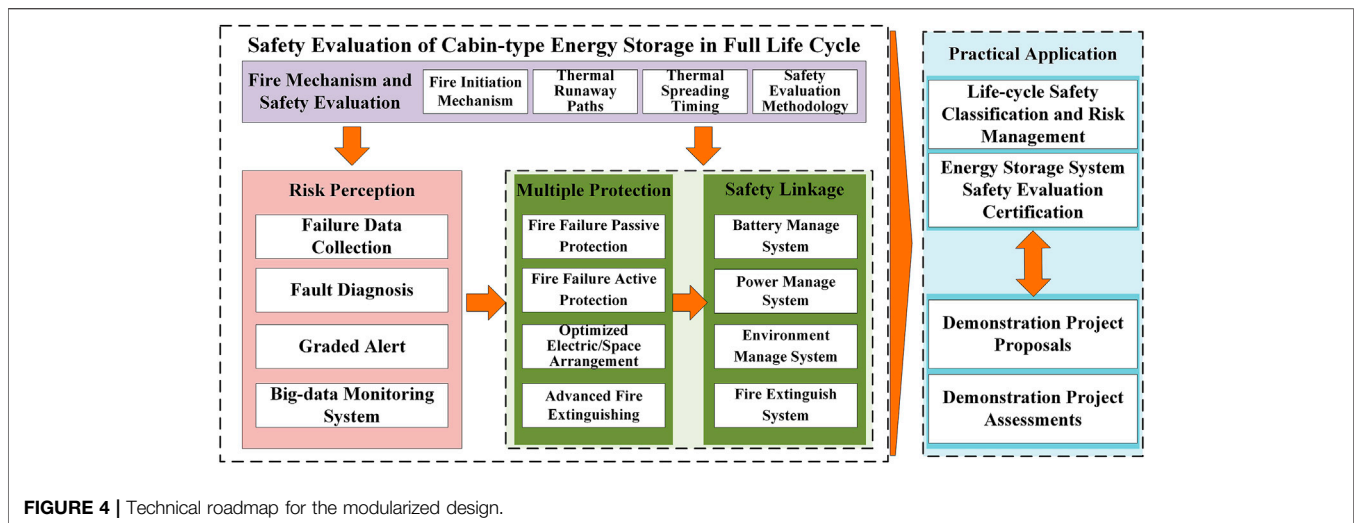 Safety Evaluation of Cabin-type Energy Storage in Full Life Cycle
Fire Mechanism and
Safety Evaluation
Fire Initiation
Mechanism
Thermal
Runaway
Paths
Thermal
Spreading
Timing
Safety
Evaluation
Methodology
Risk Perception
Failure Data
Collection
Fault Diagnosis
Graded Alert
Big-data Monitoring
System
Multiple Protection
Fire Failure Passive
Protection
Fire Failure Active
Protection
Optimized
Electric/Space
Arrangement
Advanced Fire
Extinguishing
Safety Linkage
Battery Manage
System
Power Manage
System
Environment
Manage System
Fire Extinguish
System
Practical Application
Life-cycle Safety
Classification and Risk
Management
Energy Storage System
Safety Evaluation
Certification
Demonstration Project
Proposals
Demonstration Project
Assessments
FIGURE 4 | Technical roadmap for the modularized design.